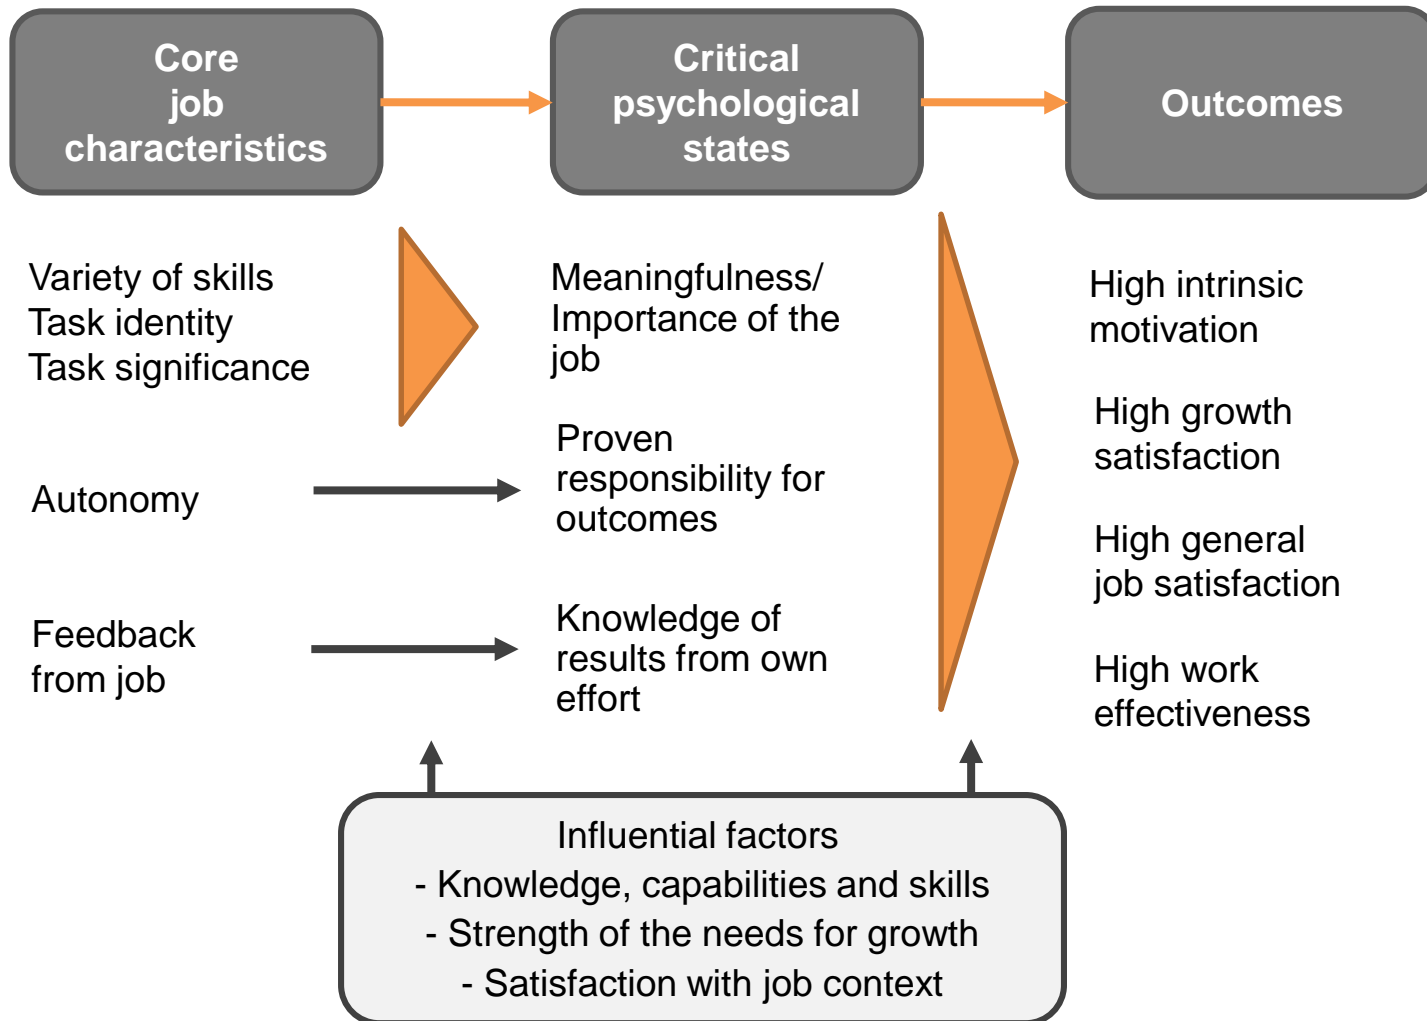 Core
job
characteristics
Critical
psychological
states
Outcomes
Variety of skills
Task identity
Task significance
Meaningfulness/
Importance of the
job
High intrinsic
motivation
Autonomy
Proven
responsibility for
outcomes
High growth
satisfaction
High general
job satisfaction
Feedback
from job
Knowledge of
results from own
effort
High work
effectiveness
Influential factors
- Knowledge, capabilities and skills
- Strength of the needs for growth
- Satisfaction with job context